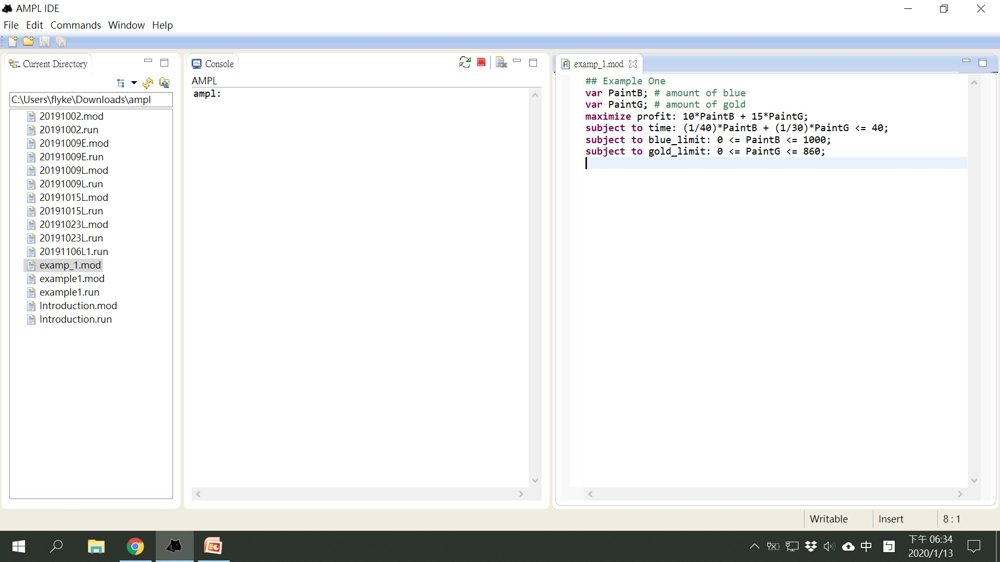 AMPL IDE
File Edit Commands Window Help
Current Directory
C:\Users\flyke\Downloads\ampl
20191002.mod
20191002.run
20191009E.mod
20191009E.run
20191009L.mod
20191009L.run
20191015L.mod
20191015L.run
20191023L.mod
20191023L.run
20191106L1.run
examp_1.mod
example1.mod
example1.run
Introduction.mod
Introduction.run
Console
AMPL
ampl:
examp_1.mod
## Example One
var PaintB; # amount of blue
var PaintG; # amount of gold
maximize profit: 10*PaintB + 15*PaintG;
subject to time: (1/40)*PaintB + (1/30)*PaintG <= 40;
subject to blue_limit: 0 <= PaintB <= 1000;
subject to gold_limit: 0 <= PaintG <= 860;
Writable Insert 8 : 1
中 ㄅ 下午 06:34
2020/1/13